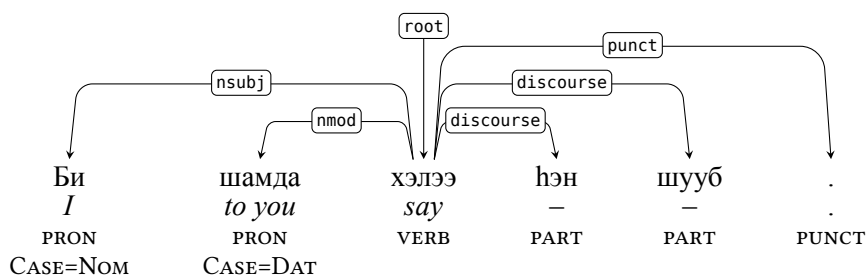 root
punct
nsubj discourse
nmod discourse
Би шамда хэлээ һэн шууб .
I to you say – – .
PRON PRON VERB PART PART PUNCT
CASE=NOM CASE=DAT